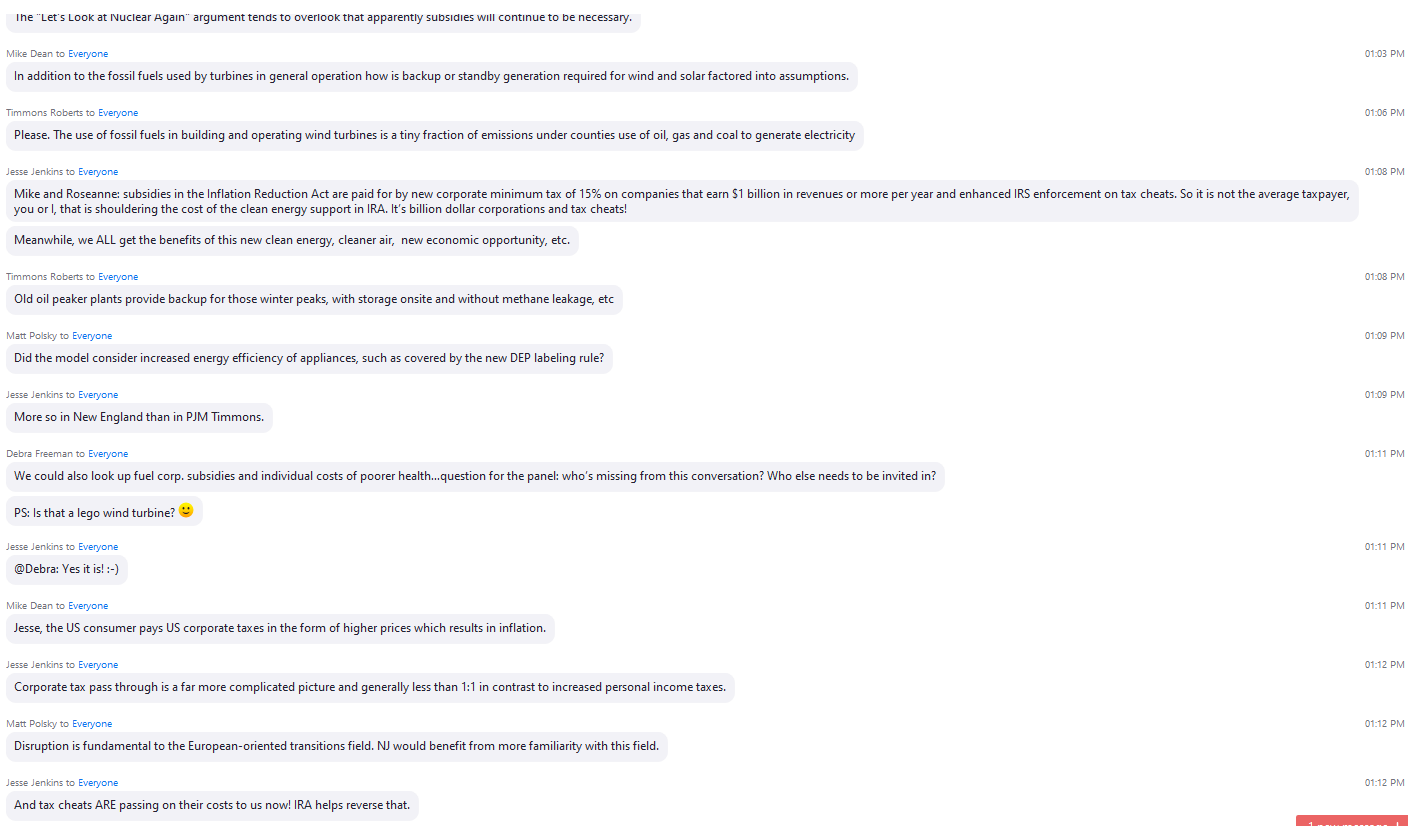 The "Let's Look at Nuclear Again" argument tends to overlook that apparently subsidies will continue to be necessary.
Mike Dean to Everyone 01:03 PM
In addition to the fossil fuels used by turbines in general operation how is backup or standby generation required for wind and solar factored into assumptions.
Timmons Roberts to Everyone 01:06 PM
Please. The use of fossil fuels in building and operating wind turbines is a tiny fraction of emissions under counties use of oil, gas and coal to generate electricity
Jesse Jenkins to Everyone 01:08 PM
Mike and Roseanne: subsidies in the Inflation Reduction Act are paid for by new corporate minimum tax of 15% on companies that earn $1 billion in revenues or more per year and enhanced IRS enforcement on tax cheats. So it is not the average taxpayer,
you or I, that is shouldering the cost of the clean energy support in IRA. It's billion dollar corporations and tax cheats!
Meanwhile, we ALL get the benefits of this new clean energy, cleaner air,  new economic opportunity, etc.
Timmons Roberts to Everyone 01:08 PM
Old oil peaker plants provide backup for those winter peaks, with storage onsite and without methane leakage, etc
Matt Polsky to Everyone 01:09 PM
Did the model consider increased energy efficiency of appliances, such as covered by the new DEP labeling rule?
Jesse Jenkins to Everyone 01:09 PM
More so in New England than in PJM Timmons.
Debra Freeman to Everyone 01:11 PM
We could also look up fuel corp. subsidies and individual costs of poorer health...question for the panel: who's missing from this conversation? Who else needs to be invited in?
PS: Is that a lego wind turbine? 🙂
Jesse Jenkins to Everyone 01:11 PM
@Debra: Yes it is! :-)
Mike Dean to Everyone 01:11 PM
Jesse, the US consumer pays US corporate taxes in the form of higher prices which results in inflation.
Jesse Jenkins to Everyone 01:12 PM
Corporate tax pass through is a far more complicated picture and generally less than 1:1 in contrast to increased personal income taxes.
Matt Polsky to Everyone 01:12 PM
Disruption is fundamental to the European-oriented transitions field. NJ would benefit from more familiarity with this field.
Jesse Jenkins to Everyone 01:12 PM
And tax cheats ARE passing on their costs to us now! IRA helps reverse that.
1 new message